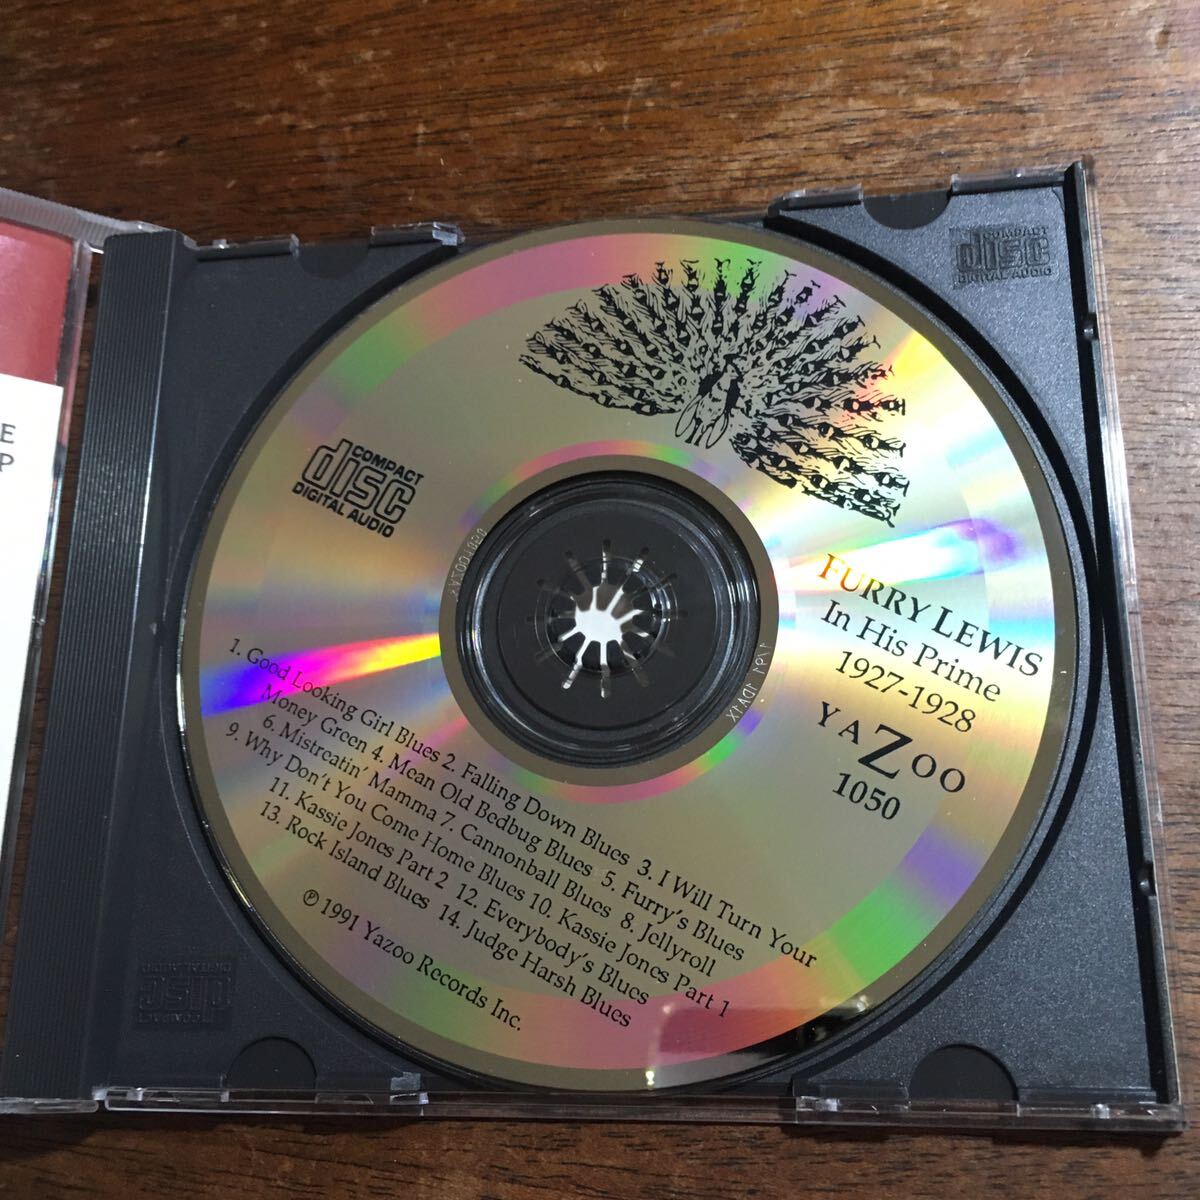 E
P
COMPACT
disc
DIGITAL AUDIO
COMPACT
disc
DIGITAL AUDIO
FURRY LEWIS
In His Prime
1927-1928
YAZOO
1050
1. Good Looking Girl Blues 2. Falling Down Blues 3. I Will Turn Your
Money Green 4. Mean Old Bedbug Blues 5. Furry's Blues
6. Mistreatin' Mamma 7. Cannonball Blues 8. Jellyroll
9. Why Don't You Come Home Blues 10. Kassie Jones Part 1
11. Kassie Jones Part 2 12. Everybody's Blues
13. Rock Island Blues 14. Judge Harsh Blues
℗ 1991 Yazoo Records Inc.
COMPACT
disc
DIGITAL AUDIO